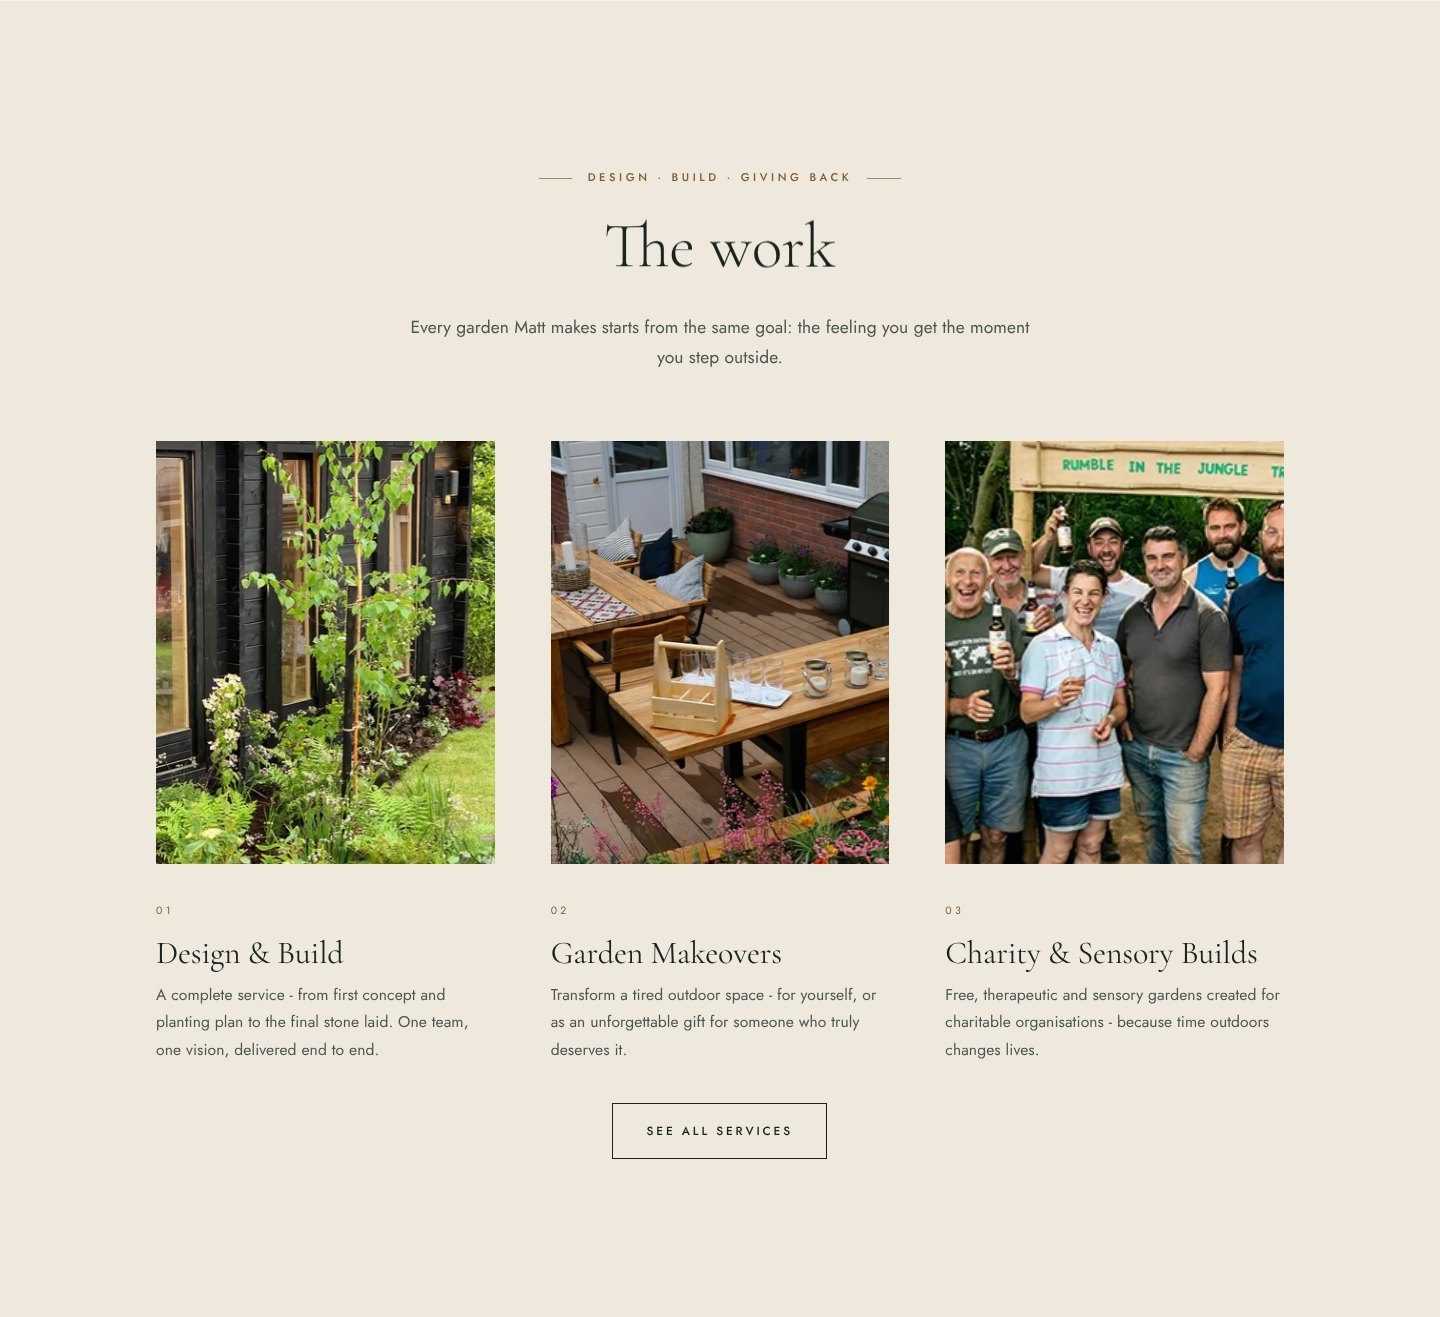 DESIGN · BUILD · GIVING BACK
The work
Every garden Matt makes starts from the same goal: the feeling you get the moment
you step outside.
RUMBLE IN THE JUNGLE TR
01
Design & Build
A complete service - from first concept and
planting plan to the final stone laid. One team,
one vision, delivered end to end.
02
Garden Makeovers
Transform a tired outdoor space - for yourself, or
as an unforgettable gift for someone who truly
deserves it.
03
Charity & Sensory Builds
Free, therapeutic and sensory gardens created for
charitable organisations - because time outdoors
changes lives.
SEE ALL SERVICES